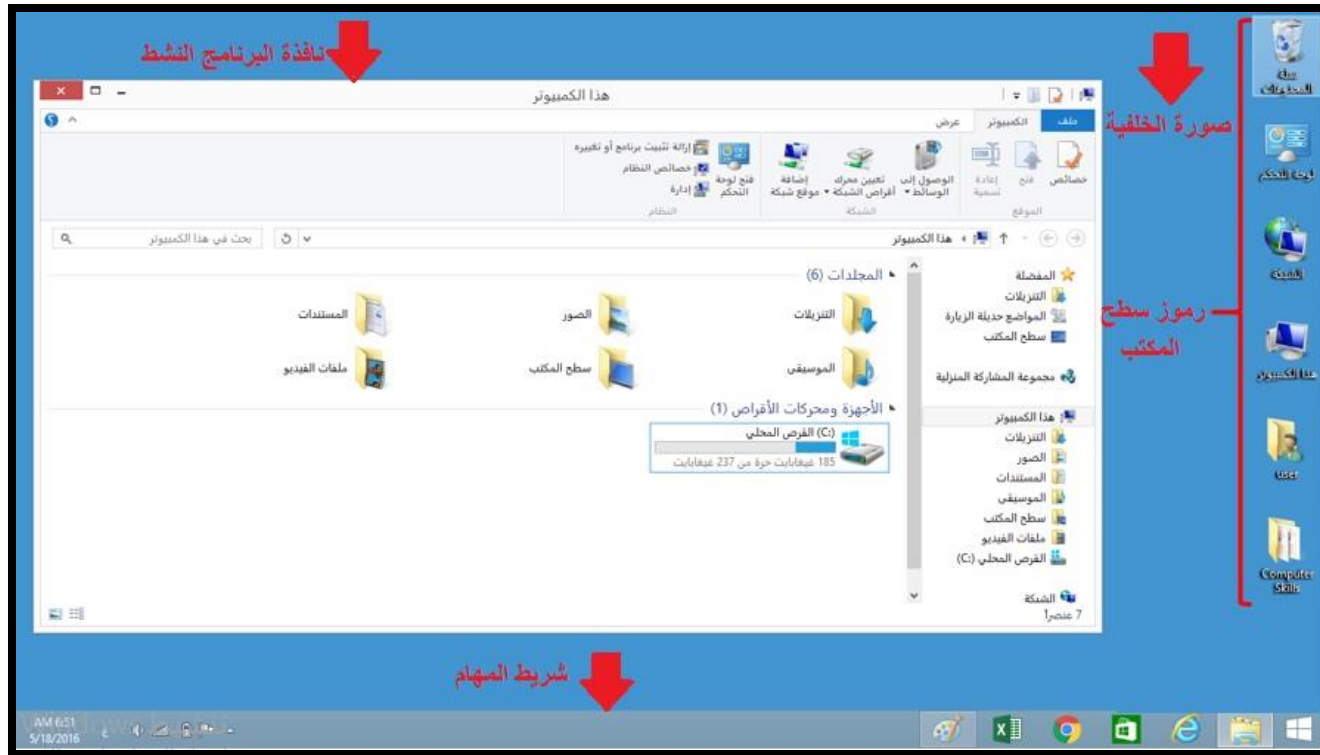 نافذة البرنامج النشط
هذا الكمبيوتر
ملف
الكمبيوتر
عرض
خصائص
فتح
إعادة تسمية
الموقع
الوصول إلى الوسائط
تعيين محرك أقراص الشبكة
إضافة موقع شبكة
الشبكة
فتح لوحة التحكم
إزالة تثبيت برنامج أو تغييره
خصائص النظام
إدارة
النظام
هذا الكمبيوتر
بحث في هذا الكمبيوتر
المفضلة
التنزيلات
المواضع حديثة الزيارة
سطح المكتب
مجموعة المشاركة المنزلية
هذا الكمبيوتر
التنزيلات
الصور
المستندات
الموسيقى
سطح المكتب
ملفات الفيديو
القرص المحلي (C:)
الشبكة
7 عنصراً
المجلدات (6)
التنزيلات
الصور
المستندات
الموسيقى
سطح المكتب
ملفات الفيديو
الأجهزة ومحركات الأقراص (1)
القرص المحلي (C:)
185 غيغابايت حرة من 237 غيغابايت
صورة الخلفية
رموز سطح
المكتب
سلة
المحذوفات
لوحة التحكم
الشبكة
هذا الكمبيوتر
user
Computer
Skills
شريط المهام
ع
AM 6:51
5/18/2016